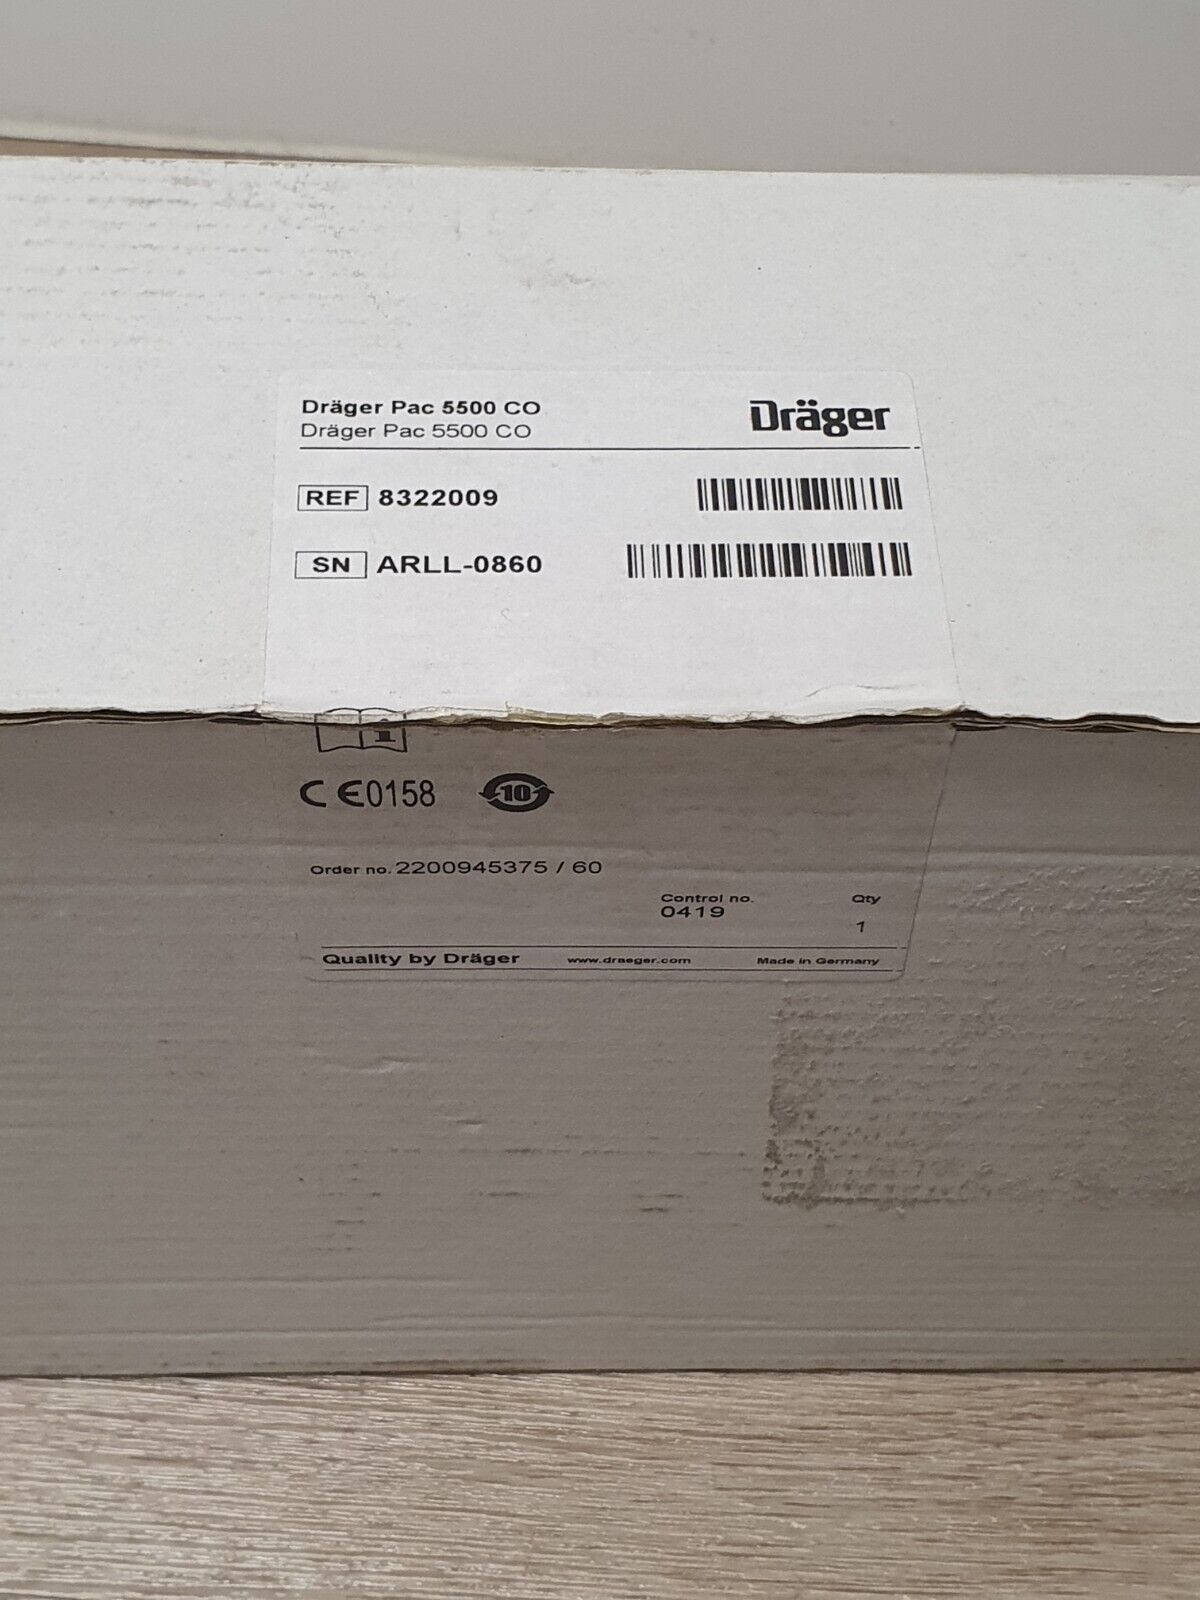 Dräger Pac 5500 CO
Dräger
Dräger Pac 5500 CO
REF 8322009
SN ARLL-0860
i
CE0158
10
Order no. 2200945375 / 60
Control no. Qty
0419
1
Quality by Dräger www.draeger.com Made in Germany